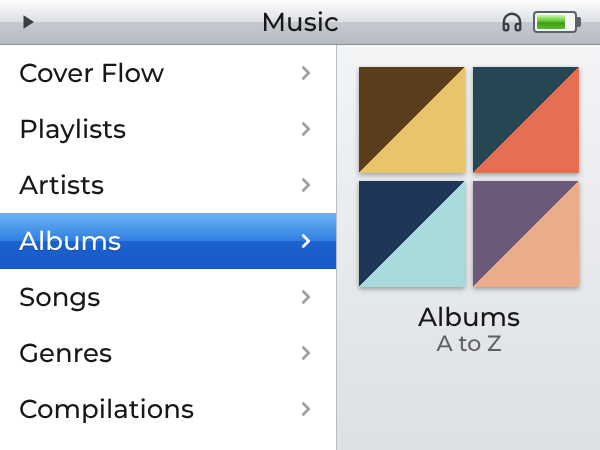 Music
Cover Flow
Playlists
Artists
Albums
Songs
Genres
Compilations
Albums
A to Z